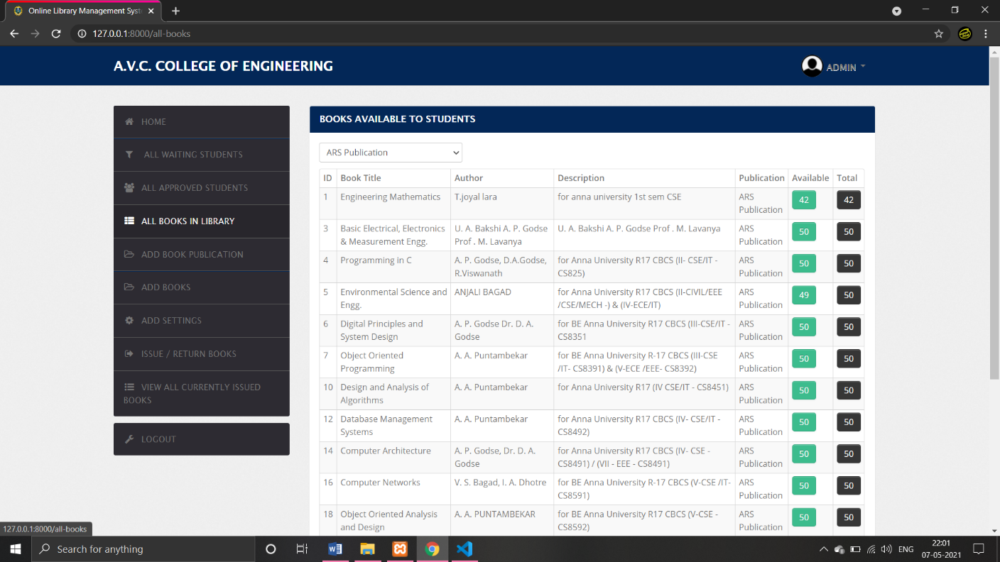 Online Library Management Syst
127.0.0.1:8000/all-books
A.V.C. COLLEGE OF ENGINEERING
ADMIN
HOME
ALL WAITING STUDENTS
ALL APPROVED STUDENTS
ALL BOOKS IN LIBRARY
ADD BOOK PUBLICATION
ADD BOOKS
ADD SETTINGS
ISSUE / RETURN BOOKS
VIEW ALL CURRENTLY ISSUED
BOOKS
LOGOUT
BOOKS AVAILABLE TO STUDENTS
ARS Publication
ID Book Title Author Description Publication Available Total
1 Engineering Mathematics T.joyal lara for anna university 1st sem CSE ARS 42 42
Publication
3 Basic Electrical, Electronics U. A. Bakshi A. P. Godse U. A. Bakshi A. P. Godse Prof . M. Lavanya ARS 50 50
& Measurement Engg. Prof . M. Lavanya Publication
4 Programming in C A. P. Godse, D.A.Godse, for Anna University R17 CBCS (II- CSE/IT - ARS 50 50
R.Viswanath CS825) Publication
5 Environmental Science and ANJALI BAGAD for Anna University R17 CBCS (II-CIVIL/EEE ARS 49 50
Engg. /CSE/MECH -) & (IV-ECE/IT) Publication
6 Digital Principles and A. P. Godse Dr. D. A. for BE Anna University R17 CBCS (III-CSE/IT - ARS 50 50
System Design Godse CS8351 Publication
7 Object Oriented A. A. Puntambekar for BE Anna University R-17 CBCS (III-CSE ARS 50 50
Programming /IT- CS8391) & (V-ECE /EEE- CS8392) Publication
10 Design and Analysis of A. A. Puntambekar for Anna University R17 (IV CSE/IT - CS8451) ARS 50 50
Algorithms Publication
12 Database Management A. A. Puntambekar for Anna University R17 CBCS (IV- CSE/IT - ARS 50 50
Systems CS8492) Publication
14 Computer Architecture A. P. Godse, Dr. D. A. for Anna University R17 CBCS (IV- CSE - ARS 50 50
Godse CS8491) / (VII - EEE - CS8491) Publication
16 Computer Networks V. S. Bagad, I. A. Dhotre for BE Anna University R-17 CBCS (V-CSE /IT- ARS 50 50
CS8591) Publication
18 Object Oriented Analysis A. A. PUNTAMBEKAR for BE Anna University R17 CBCS (V-CSE - ARS 50 50
and Design CS8592) Publication
127.0.0.1:8000/all-books
Search for anything
ENG
22:01
07-05-2021